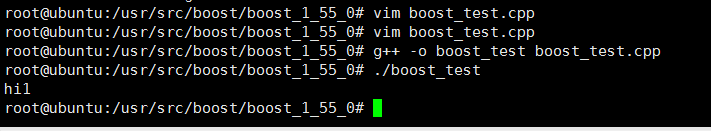 root@ubuntu:/usr/src/boost/boost_1_55_0# vim boost_test.cpp
root@ubuntu:/usr/src/boost/boost_1_55_0# vim boost_test.cpp
root@ubuntu:/usr/src/boost/boost_1_55_0# g++ -o boost_test boost_test.cpp
root@ubuntu:/usr/src/boost/boost_1_55_0# ./boost_test
hi1
root@ubuntu:/usr/src/boost/boost_1_55_0#